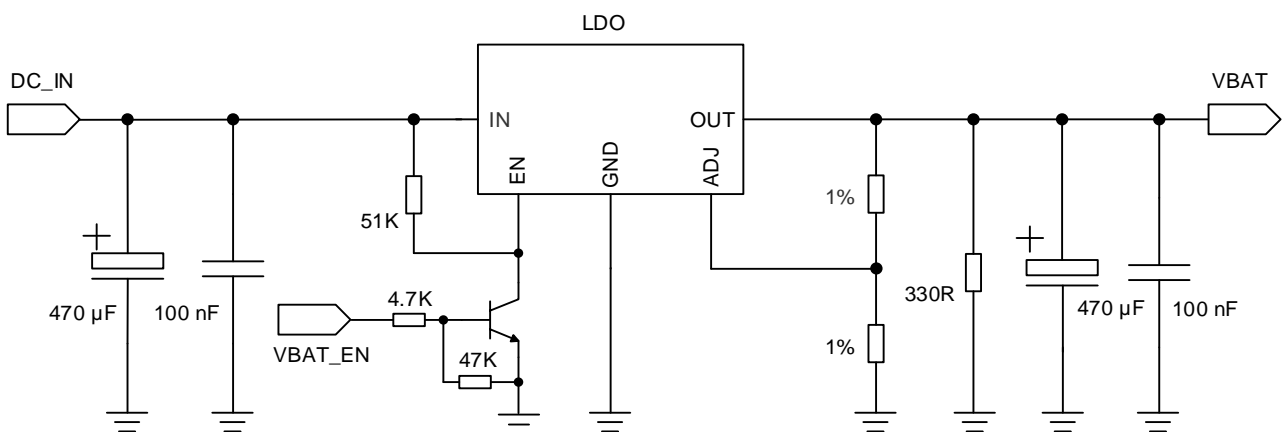 LDO
DC_IN
VBAT
IN
OUT
EN
GND
ADJ
1%
51K
4.7K
330R
470 µF
100 nF
470 µF
100 nF
VBAT_EN
47K
1%